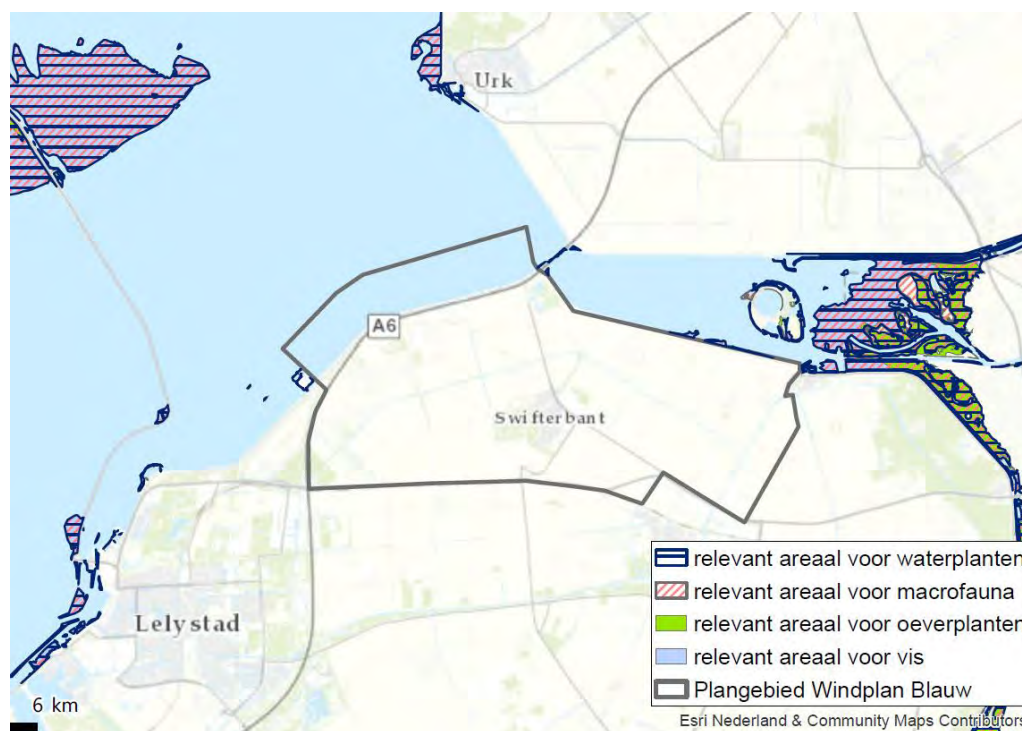 Urk
A6
Swifterbant
Lelystad
relevant areaal voor waterplanten
relevant areaal voor macrofauna
relevant areaal voor oeverplanten
relevant areaal voor vis
Plangebied Windplan Blauw
6 km
Esri Nederland & Community Maps Contributors